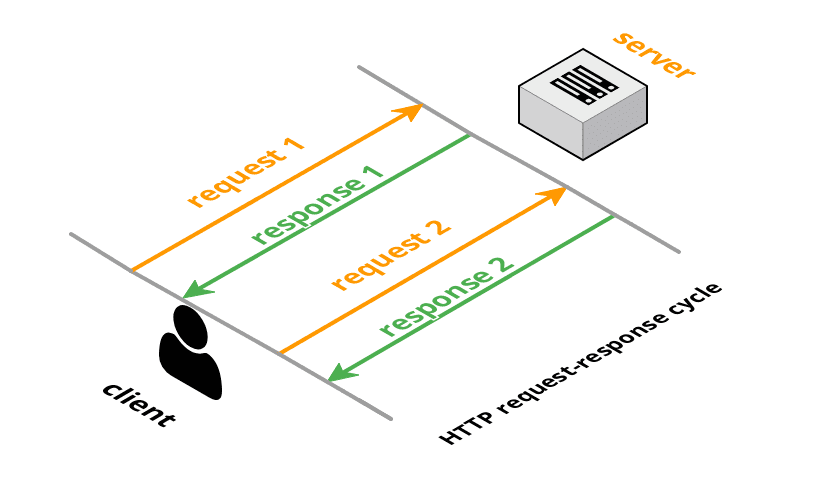 server
request 1
response 1
request 2
response 2
client
HTTP request-response cycle